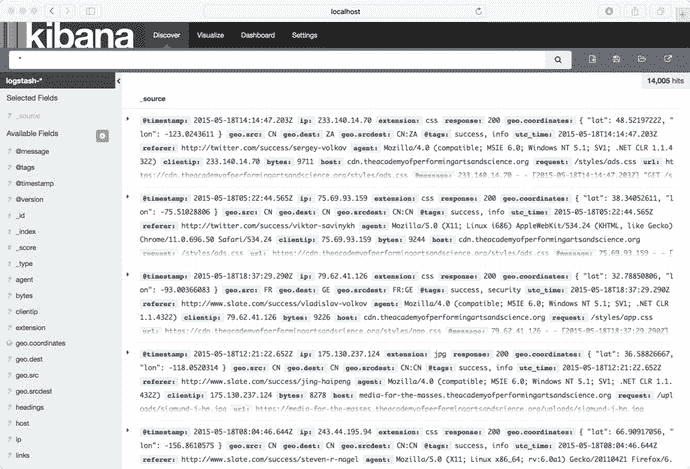 localhost
kibana
Discover Visualize Dashboard Settings
*
logstash-*
14,005 hits
Selected Fields
? _source
Available Fields
? @message
? @tags
@timestamp
? @version
? _id
? _index
# _score
? _type
? agent
? bytes
? clientip
? extension
geo.coordinates
? geo.dest
? geo.src
? geo.srcdest
? headings
? host
? ip
? links
_source
@timestamp: 2015-05-18T14:14:47.203Z ip: 233.140.14.70 extension: css response: 200 geo.coordinates: { "lat": 48.52197222,
"lon": -123.0243611 } geo.src: CN geo.dest: ZA geo.srcdest: CN:ZA @tags: success, info utc_time: 2015-05-18T14:14:47.203Z
referer: http://twitter.com/success/sergey-volkov agent: Mozilla/4.0 (compatible; MSIE 6.0; Windows NT 5.1; SV1; .NET CLR 1.1.4
322) clientip: 233.140.14.70 bytes: 9711 host: cdn.theacademyofperformingartsandscience.org request: /styles/ads.css url: ht
tps://cdn.theacademyofperformingartsandscience.org/styles/ads.css @message: 233.140.14.70 - - [2015-05-18T14:14:47.203Z] "GET /s
@timestamp: 2015-05-18T05:22:44.565Z ip: 75.69.93.159 extension: css response: 200 geo.coordinates: { "lat": 38.34052611, "l
on": -75.51028806 } geo.src: CN geo.dest: CN geo.srcdest: CN:CN @tags: success, info utc_time: 2015-05-18T05:22:44.565Z
referer: http://twitter.com/success/viktor-savinykh agent: Mozilla/5.0 (X11; Linux i686) AppleWebKit/534.24 (KHTML, like Gecko)
Chrome/11.0.696.50 Safari/534.24 clientip: 75.69.93.159 bytes: 9244 host: cdn.theacademyofperformingartsandscience.org
request: /styles/ads.css url: https://cdn.theacademyofperformingartsandscience.org/styles/ads.css @message: 75.69.93.159 - - [
@timestamp: 2015-05-18T18:37:29.290Z ip: 79.62.41.126 extension: css response: 200 geo.coordinates: { "lat": 32.78850806, "l
on": -93.00366083 } geo.src: FR geo.dest: GE geo.srcdest: FR:GE @tags: success, security utc_time: 2015-05-18T18:37:29.290Z
referer: http://www.slate.com/success/vladislav-volkov agent: Mozilla/4.0 (compatible; MSIE 6.0; Windows NT 5.1; SV1; .NET CLR
1.1.4322) clientip: 79.62.41.126 bytes: 9226 host: cdn.theacademyofperformingartsandscience.org request: /styles/app.css
url: https://cdn.theacademyofperformingartsandscience.org/styles/app.css @message: 79.62.41.126 - - [2015-05-18T18:37:29.290Z]
@timestamp: 2015-05-18T12:21:22.652Z ip: 175.130.237.124 extension: jpg response: 200 geo.coordinates: { "lat": 36.58826667,
"lon": -118.0520314 } geo.src: CN geo.dest: CN geo.srcdest: CN:CN @tags: success, info utc_time: 2015-05-18T12:21:22.652Z
referer: http://www.slate.com/success/jing-haipeng agent: Mozilla/4.0 (compatible; MSIE 6.0; Windows NT 5.1; SV1; .NET CLR 1.1.
4322) clientip: 175.130.237.124 bytes: 8278 host: media-for-the-masses.theacademyofperformingartsandscience.org request: /upl
oads/sigmund-j-hn.jpg url: https://media-for-the-masses.theacademyofperformingartsandscience.org/uploads/sigmund-j-hn.jpg
@timestamp: 2015-05-18T08:04:46.644Z ip: 243.44.195.94 extension: css response: 200 geo.coordinates: { "lat": 66.90917056, "l
on": -156.8610575 } geo.src: CN geo.dest: CN geo.srcdest: CN:CN @tags: success, info utc_time: 2015-05-18T08:04:46.644Z
referer: http://www.slate.com/success/steven-r-nagel agent: Mozilla/5.0 (X11; Linux x86_64; rv:6.0a1) Gecko/20110421 Firefox/6.